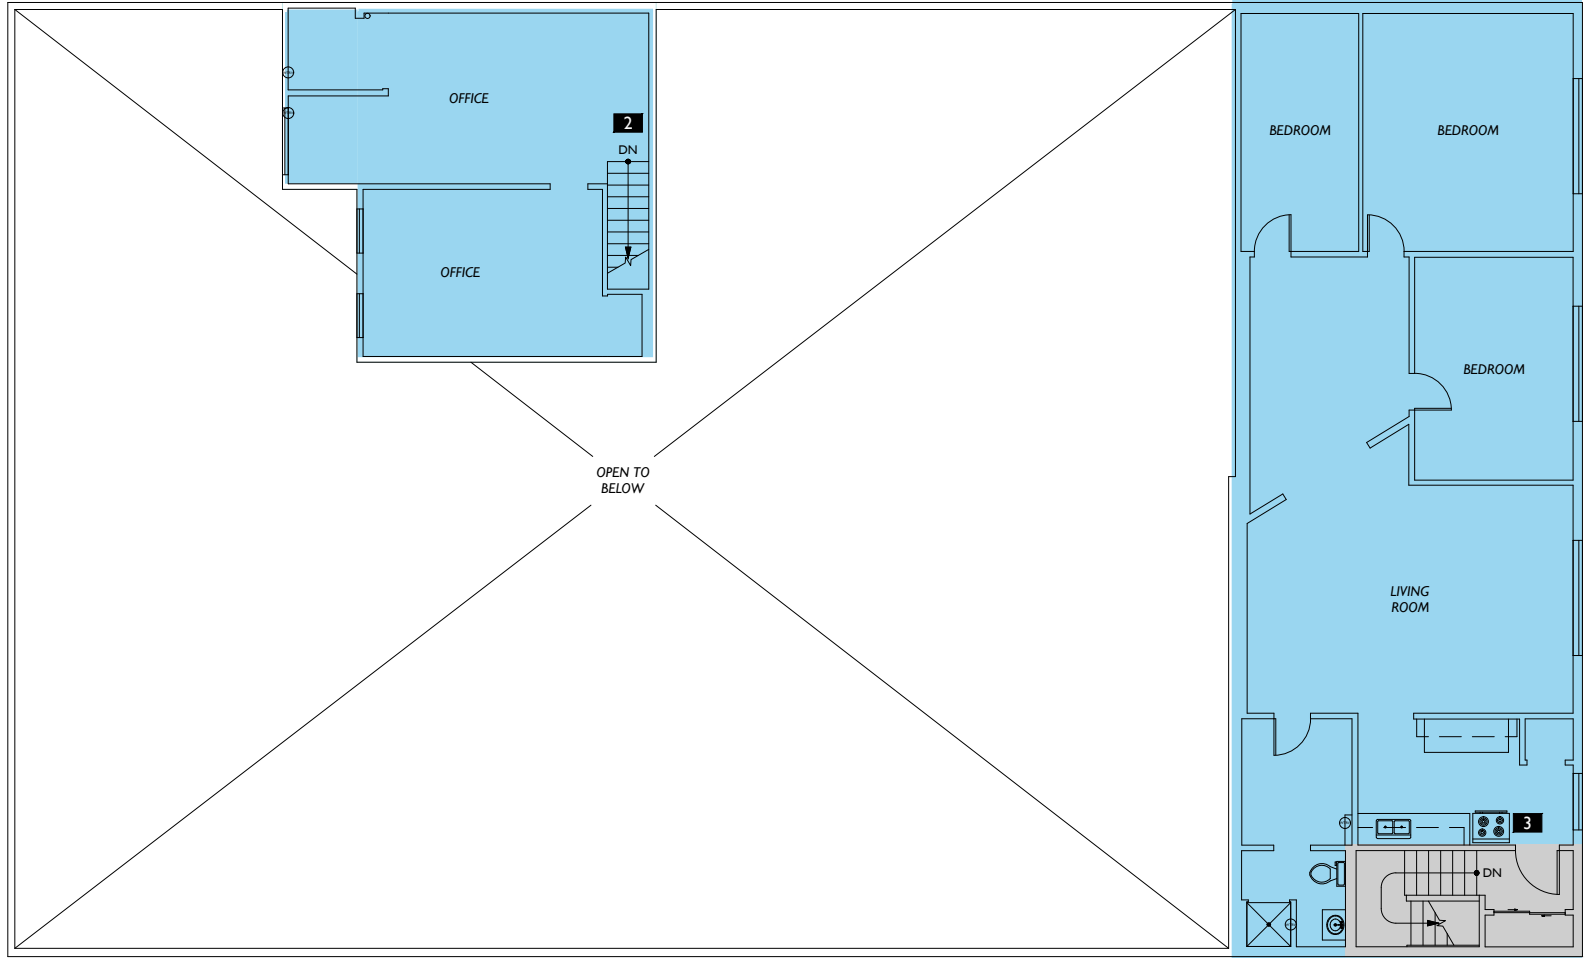 OFFICE
2
DN
OFFICE
OPEN TO
BELOW
BEDROOM
BEDROOM
BEDROOM
LIVING
ROOM
3
DN